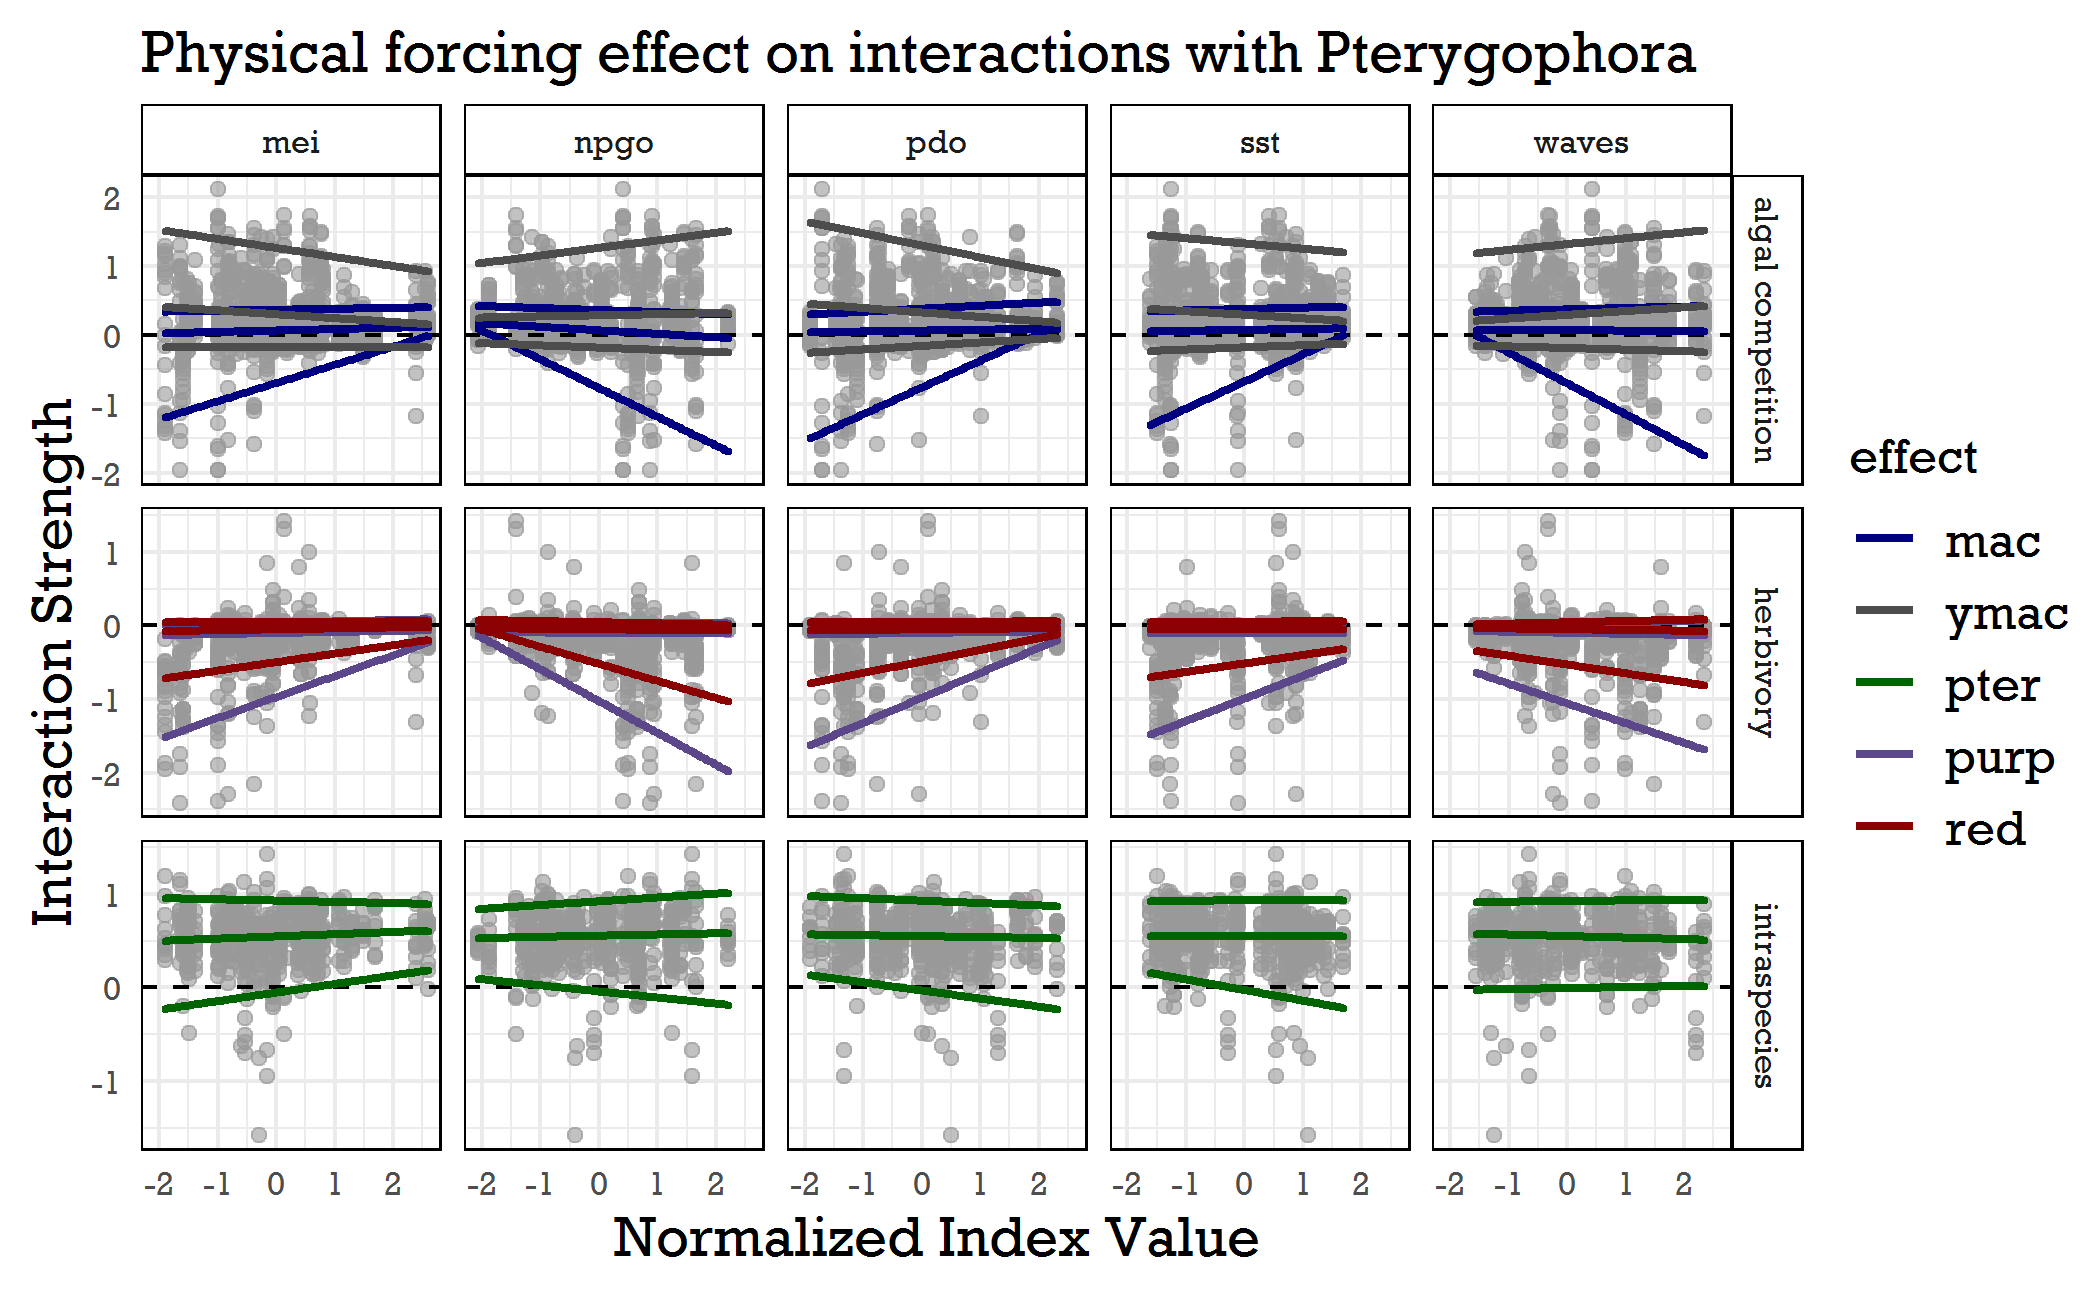 Physical forcing effect on interactions with Pterygophora
mei npgo pdo sst waves
2
1
0
-1
-2
algal competition
1
0
-1
-2
herbivory
1
0
-1
intraspecies
Interaction Strength
-2 -1 0 1 2 -2 -1 0 1 2 -2 -1 0 1 2 -2 -1 0 1 2 -2 -1 0 1 2
Normalized Index Value
effect
mac
ymac
pter
purp
red